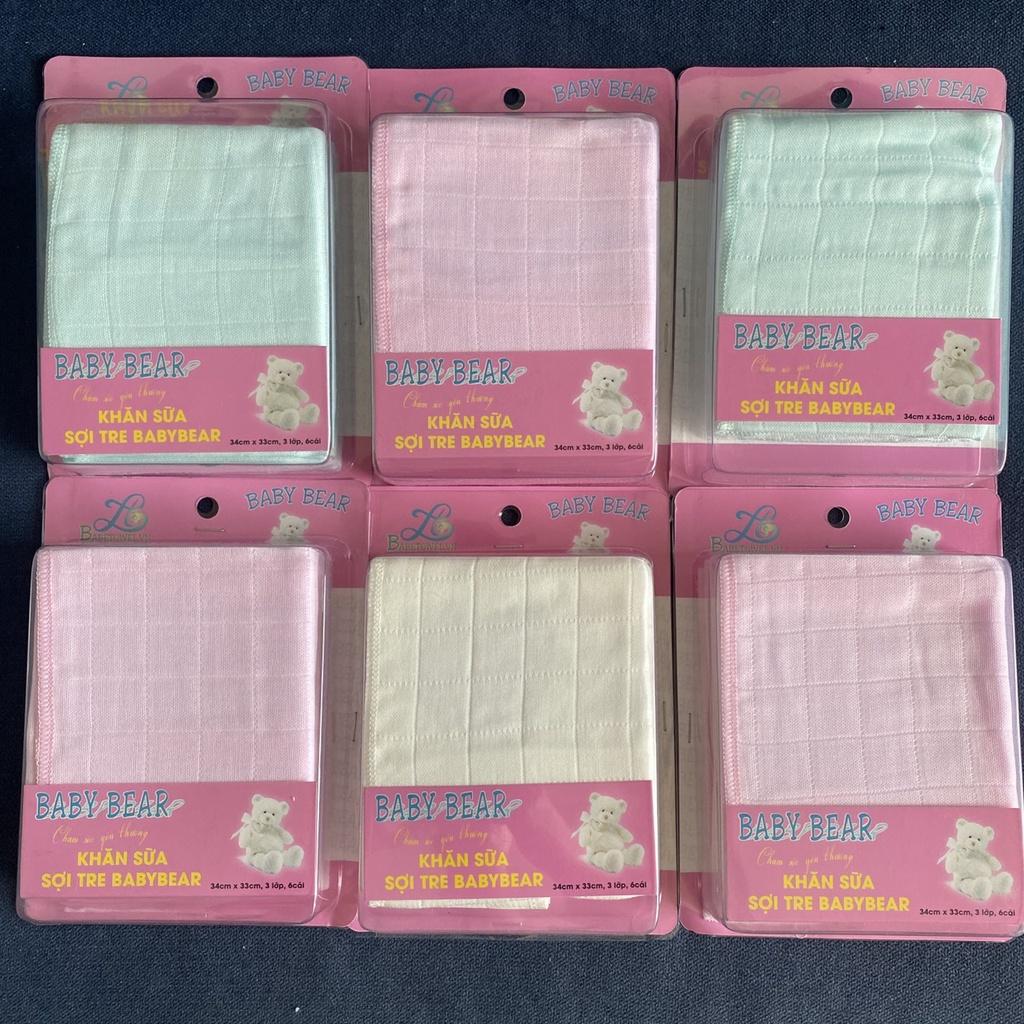 BABY BEAR
BABY BEAR
Chăm sóc yêu thương
KHĂN SỮA
SỢI TRE BABYBEAR
34cm x 33cm, 3 lớp, 6cái
BABY BEAR
BABY BEAR
Chăm sóc yêu thương
KHĂN SỮA
SỢI TRE BABYBEAR
34cm x 33cm, 3 lớp, 6cái
BABY BEAR
BABY BEAR
Chăm sóc yêu thương
KHĂN SỮA
SỢI TRE BABYBEAR
34cm x 33cm, 3 lớp, 6cái
BABY BEAR
BABY BEAR
Chăm sóc yêu thương
KHĂN SỮA
SỢI TRE BABYBEAR
34cm x 33cm, 3 lớp, 6cái
BABY BEAR
BABY BEAR
Chăm sóc yêu thương
KHĂN SỮA
SỢI TRE BABYBEAR
34cm x 33cm, 3 lớp, 6cái
BABY BEAR
BABY BEAR
Chăm sóc yêu thương
KHĂN SỮA
SỢI TRE BABYBEAR
34cm x 33cm, 3 lớp, 6cái